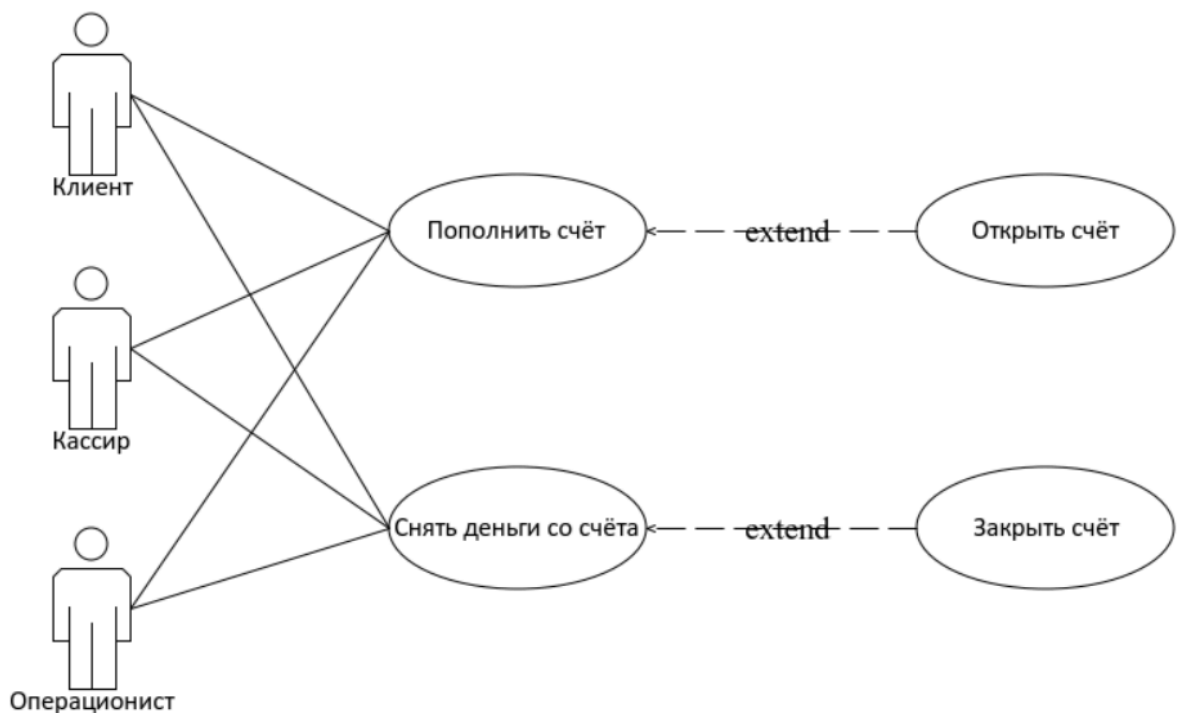 Клиент
Пополнить счёт
extend
Открыть счёт
Кассир
Снять деньги со счёта
extend
Закрыть счёт
Операционист